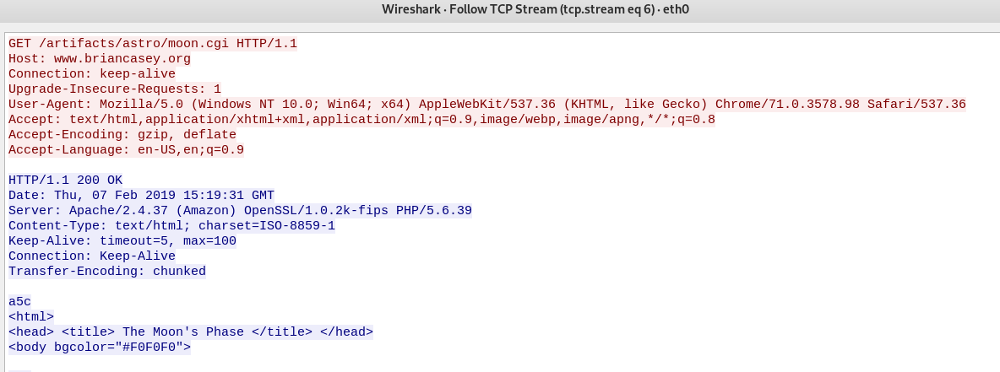 Wireshark · Follow TCP Stream (tcp.stream eq 6) · eth0
GET /artifacts/astro/moon.cgi HTTP/1.1
Host: www.briancasey.org
Connection: keep-alive
Upgrade-Insecure-Requests: 1
User-Agent: Mozilla/5.0 (Windows NT 10.0; Win64; x64) AppleWebKit/537.36 (KHTML, like Gecko) Chrome/71.0.3578.98 Safari/537.36
Accept: text/html,application/xhtml+xml,application/xml;q=0.9,image/webp,image/apng,*/*;q=0.8
Accept-Encoding: gzip, deflate
Accept-Language: en-US,en;q=0.9
HTTP/1.1 200 OK
Date: Thu, 07 Feb 2019 15:19:31 GMT
Server: Apache/2.4.37 (Amazon) OpenSSL/1.0.2k-fips PHP/5.6.39
Content-Type: text/html; charset=ISO-8859-1
Keep-Alive: timeout=5, max=100
Connection: Keep-Alive
Transfer-Encoding: chunked
a5c
<html>
<head> <title> The Moon's Phase </title> </head>
<body bgcolor="#F0F0F0">